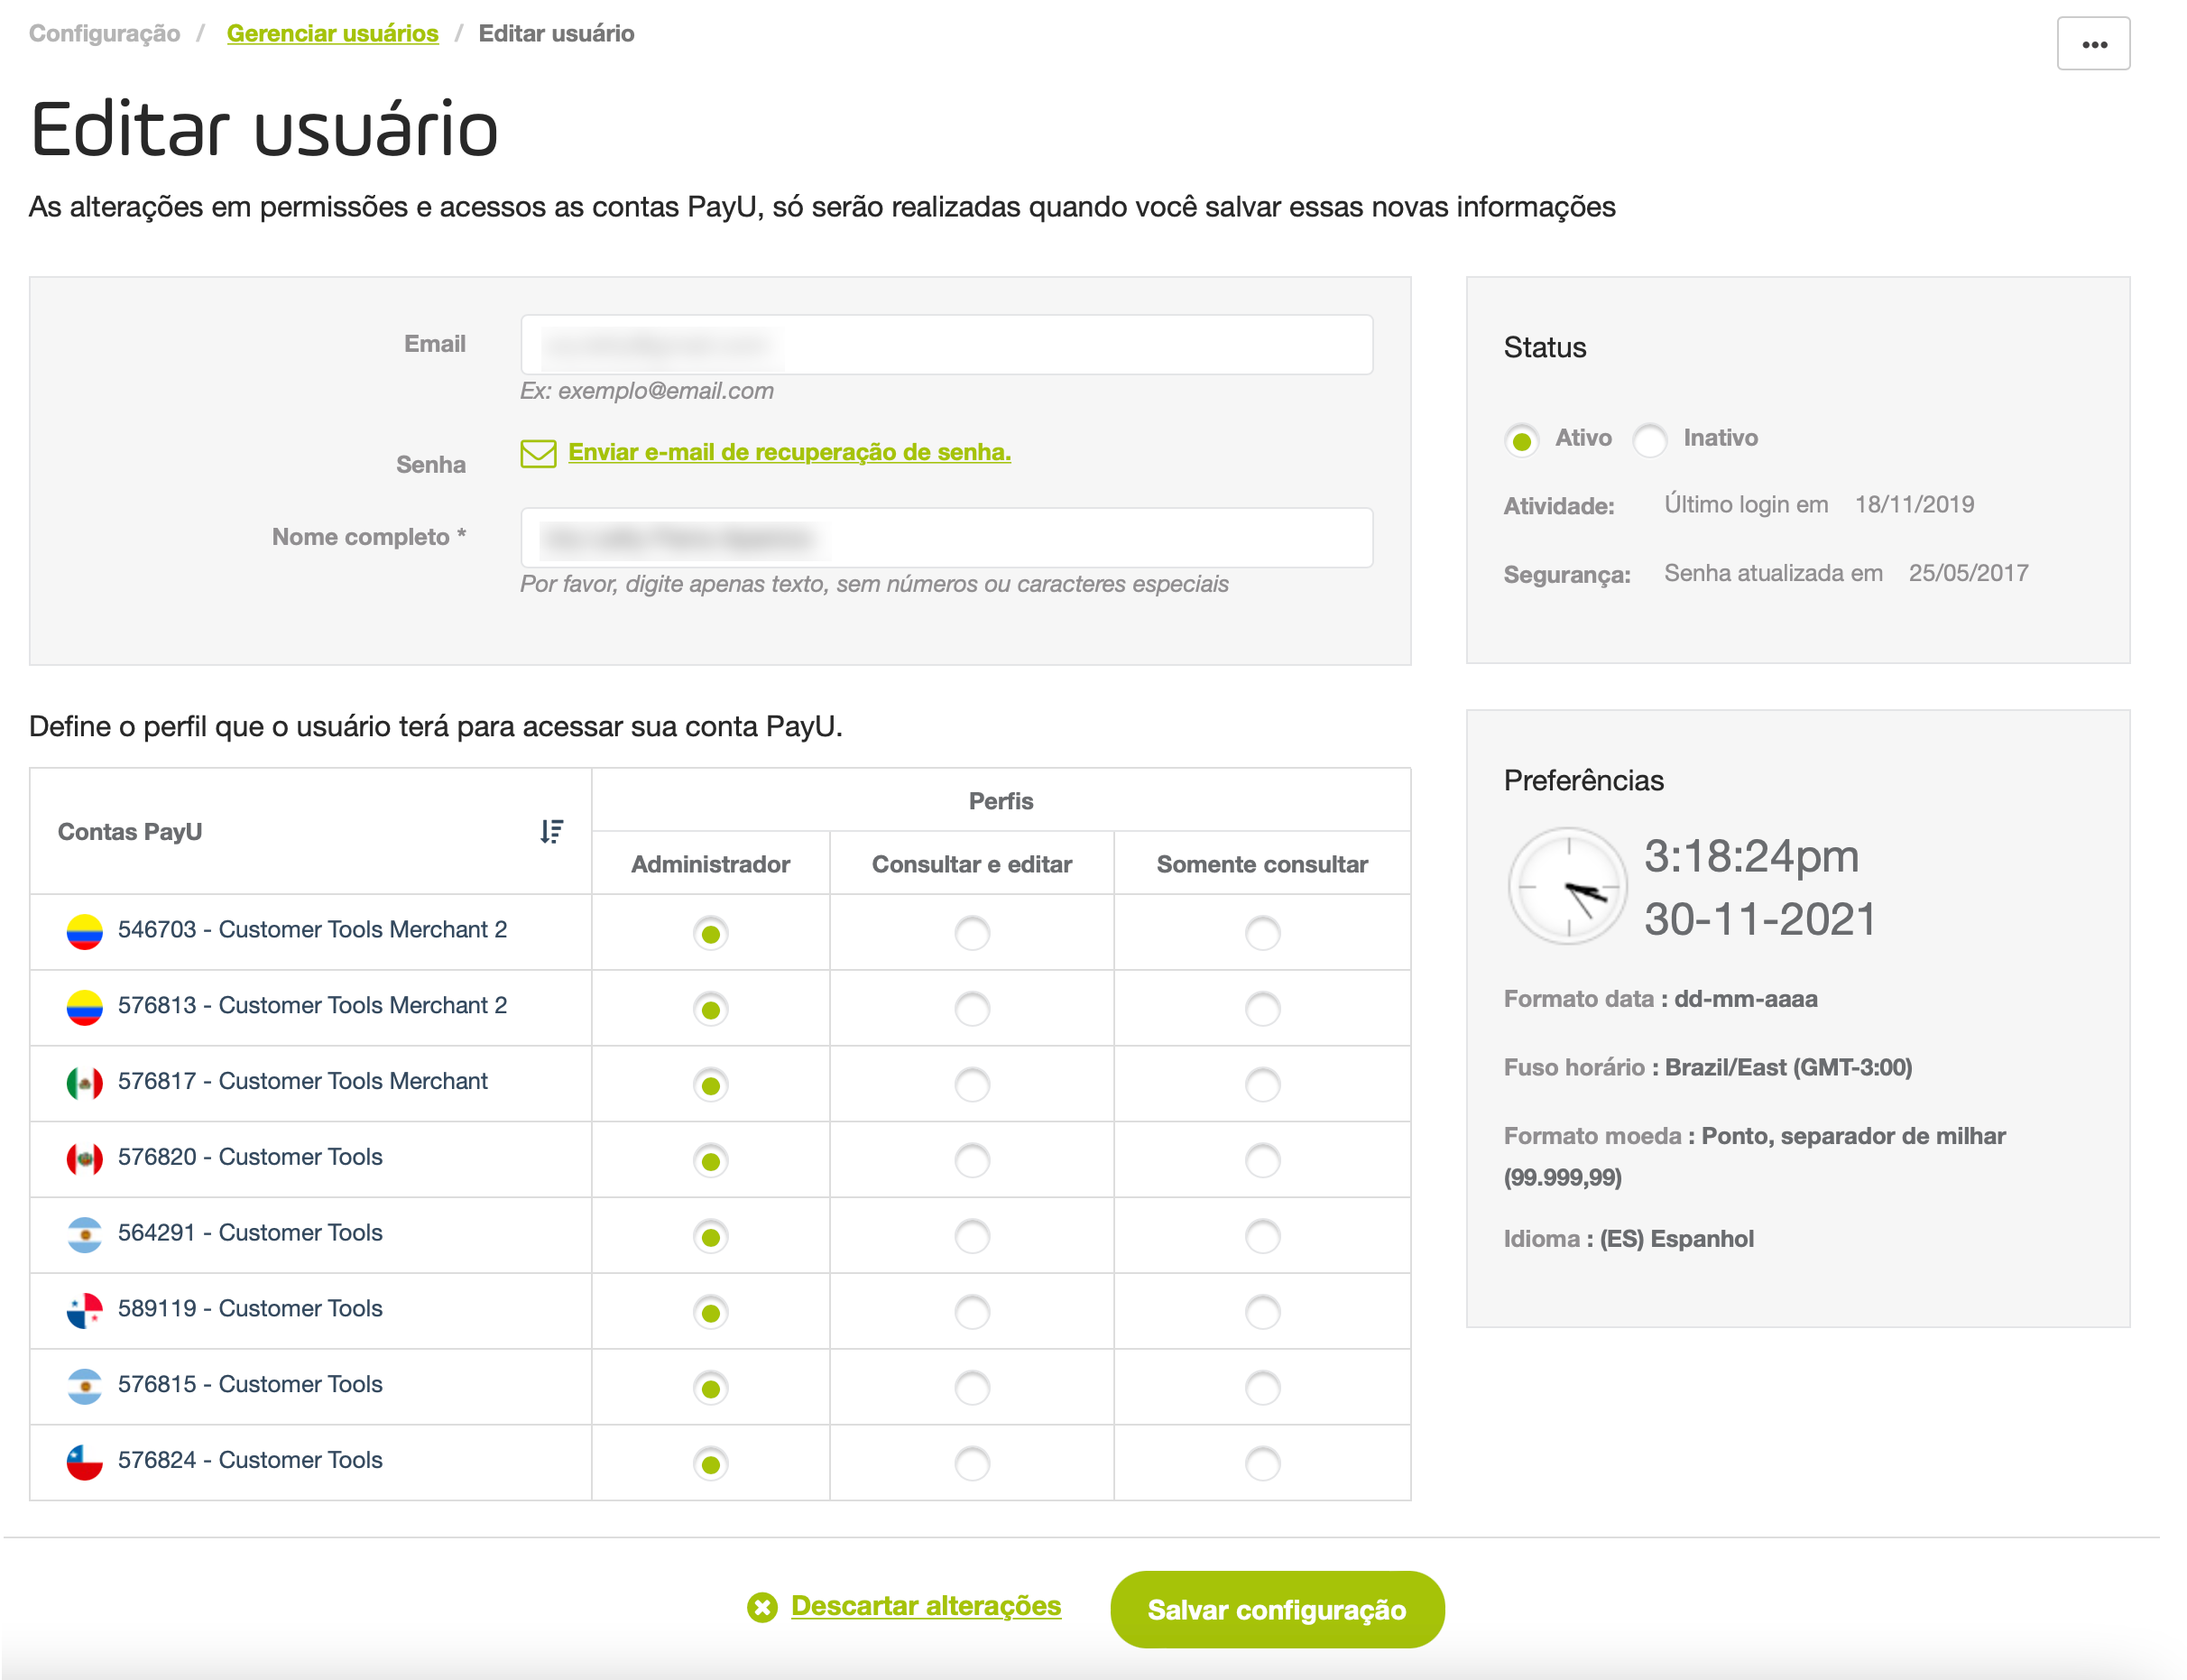 Configuração / Gerenciar usuários / Editar usuário
Editar usuário
As alterações em permissões e acessos as contas PayU, só serão realizadas quando você salvar essas novas informações
Email
Ex: exemplo@email.com
Senha
Enviar e-mail de recuperação de senha.
Nome completo *
Por favor, digite apenas texto, sem números ou caracteres especiais
Status
Ativo Inativo
Atividade: Último login em 18/11/2019
Segurança: Senha atualizada em 25/05/2017
Define o perfil que o usuário terá para acessar sua conta PayU.
Contas PayU
Perfis
Administrador Consultar e editar Somente consultar
546703 - Customer Tools Merchant 2
576813 - Customer Tools Merchant 2
576817 - Customer Tools Merchant
576820 - Customer Tools
564291 - Customer Tools
589119 - Customer Tools
576815 - Customer Tools
576824 - Customer Tools
Preferências
3:18:24pm
30-11-2021
Formato data : dd-mm-aaaa
Fuso horário : Brazil/East (GMT-3:00)
Formato moeda : Ponto, separador de milhar
(99.999,99)
Idioma : (ES) Espanhol
Descartar alterações
Salvar configuração